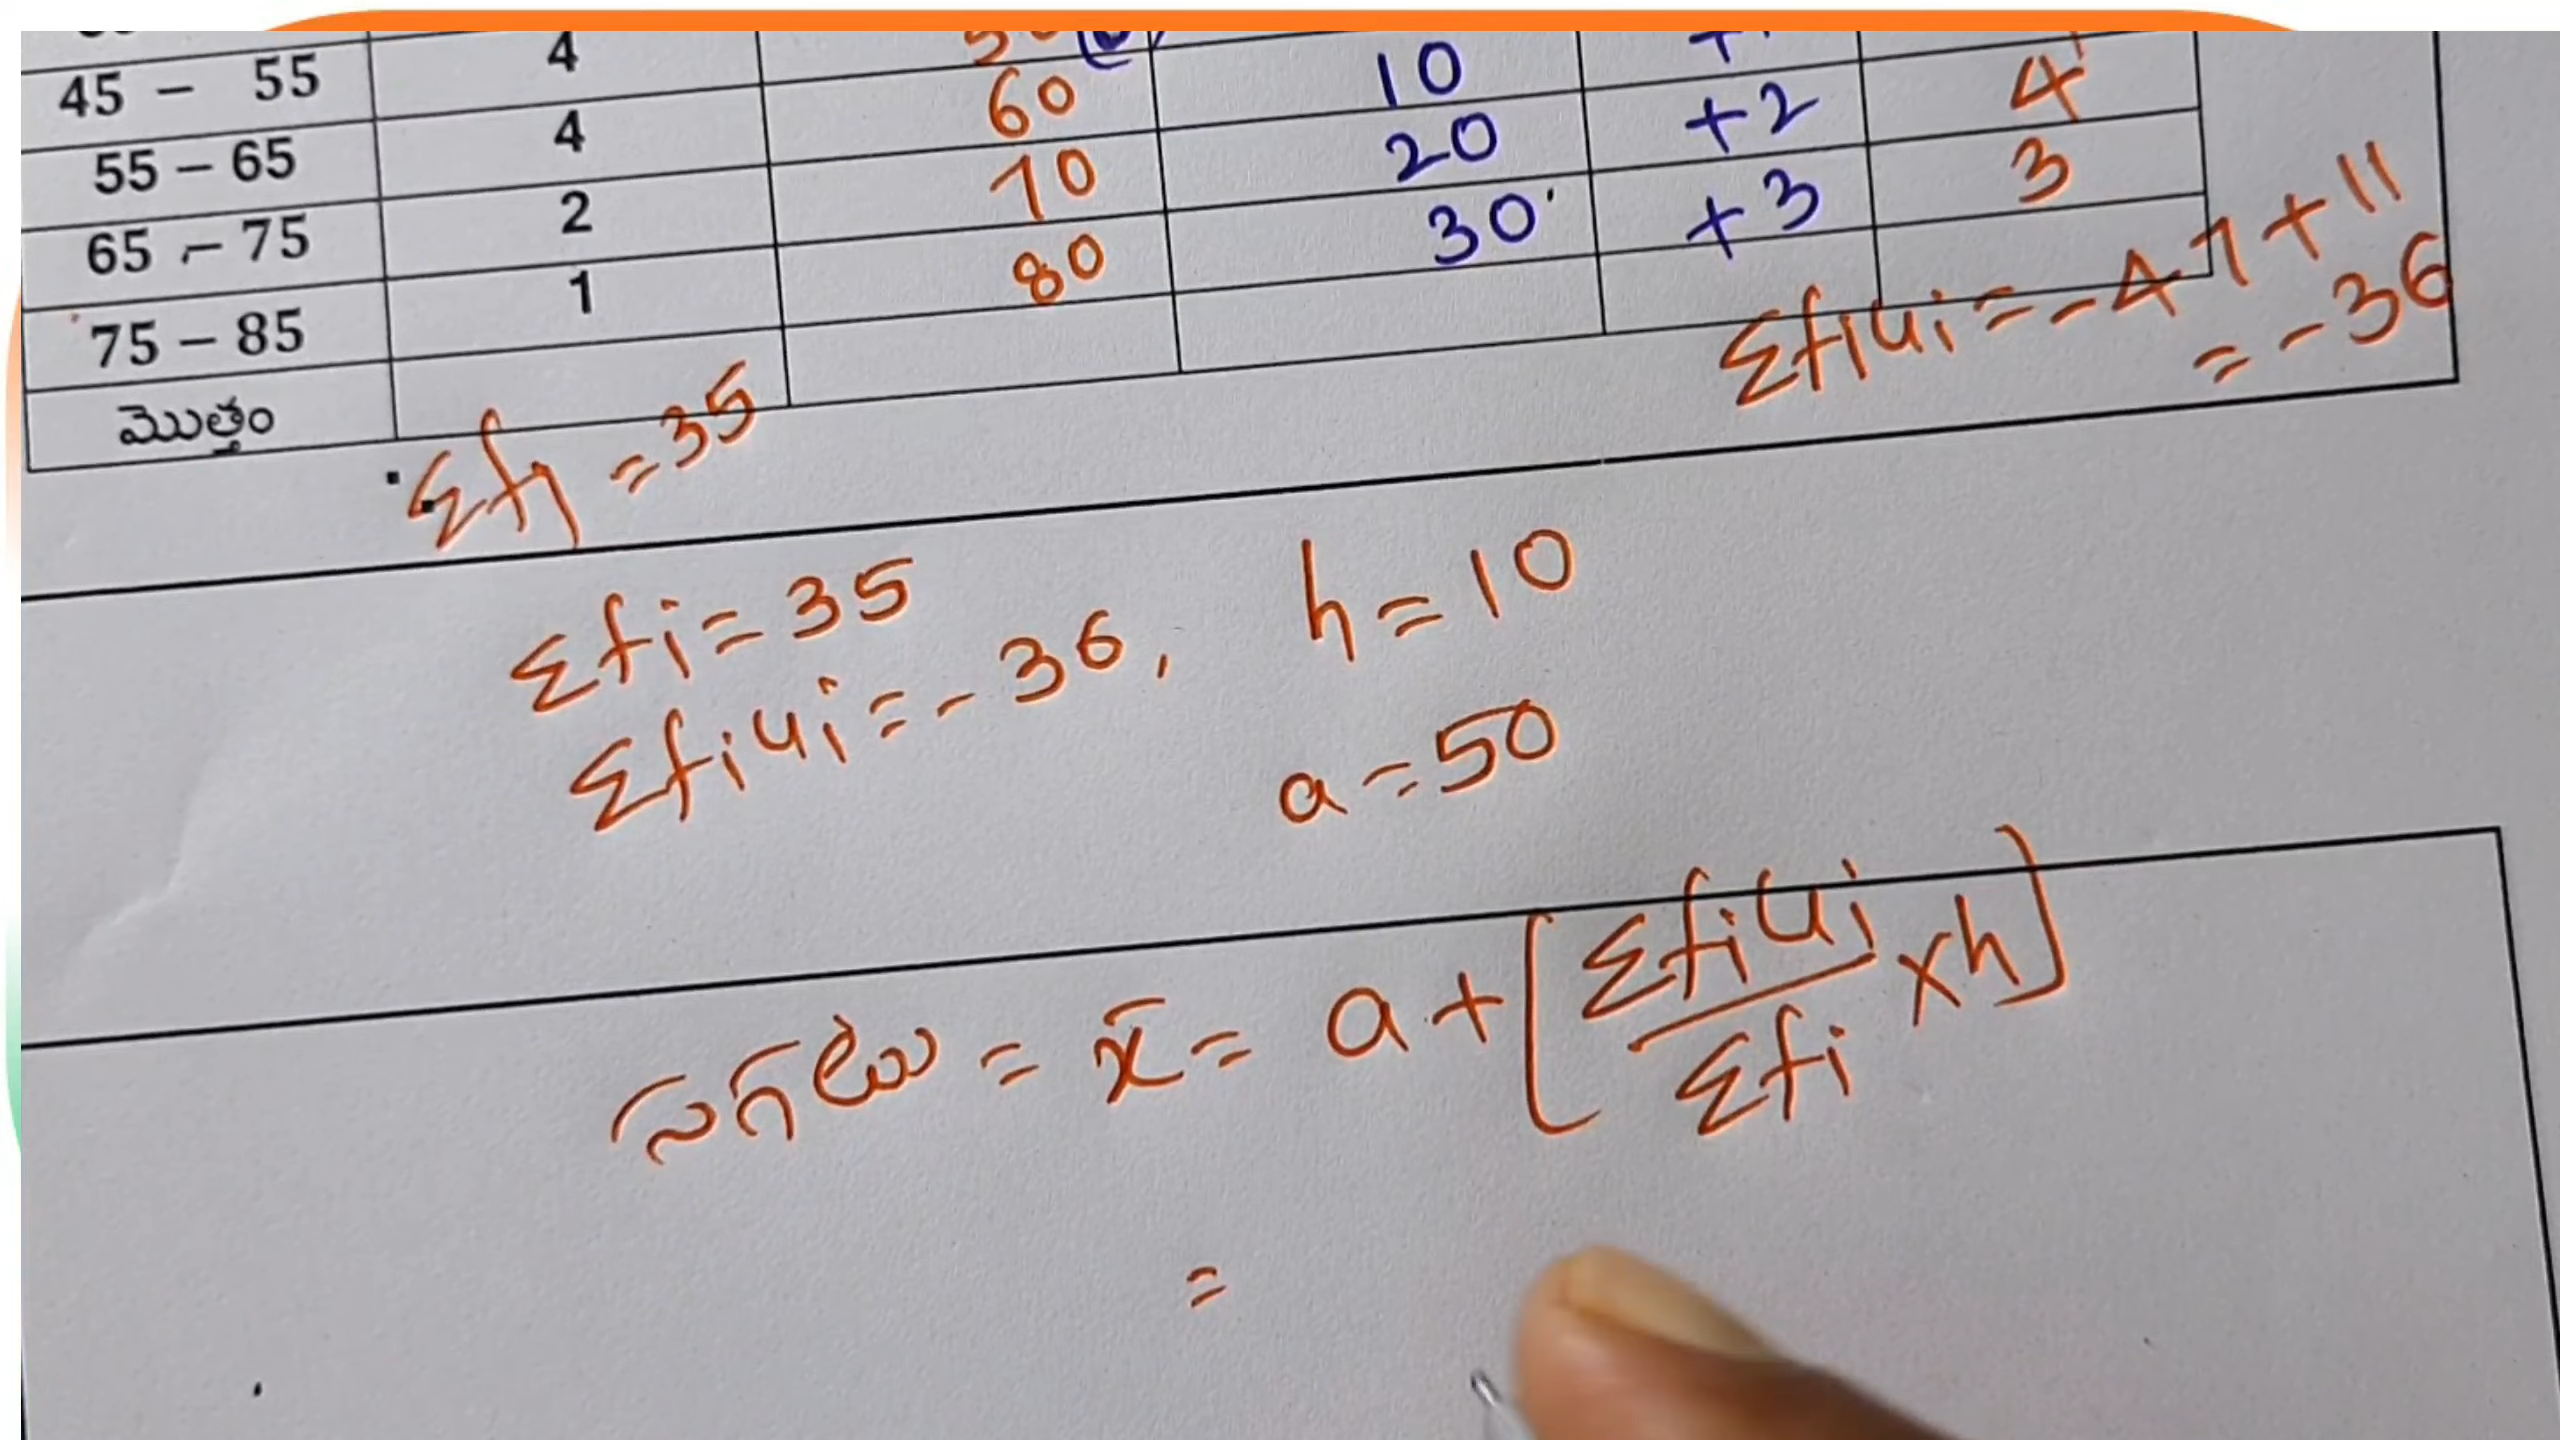 45 - 55 4 60 10 +2 4
55 - 65 4 70 20 +3 3
65 - 75 2 80 30
75 - 85 1
మొత్తం
Σfi = 35
Σfiui = -47 + 11
= -36
Σfi = 35
Σfiui = -36, h = 10
a = 50
సగటు = x̄ = a + [Σfiui / Σfi × h]
=